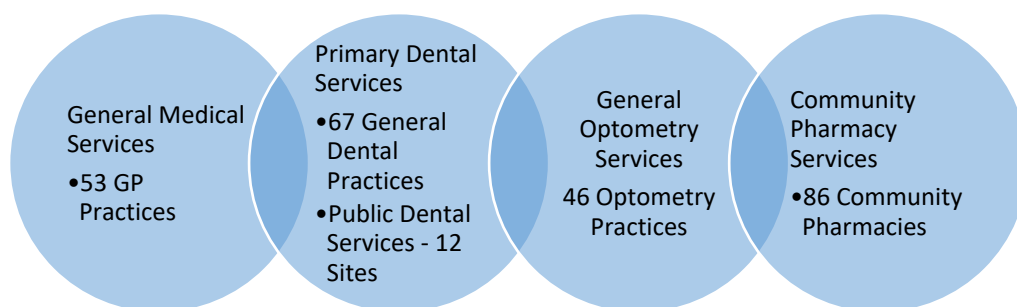 General Medical
Services
•53 GP
Practices
Primary Dental
Services
•67 General
Dental
Practices
•Public Dental
Services - 12
Sites
General
Optometry
Services
46 Optometry
Practices
Community
Pharmacy
Services
•86 Community
Pharmacies